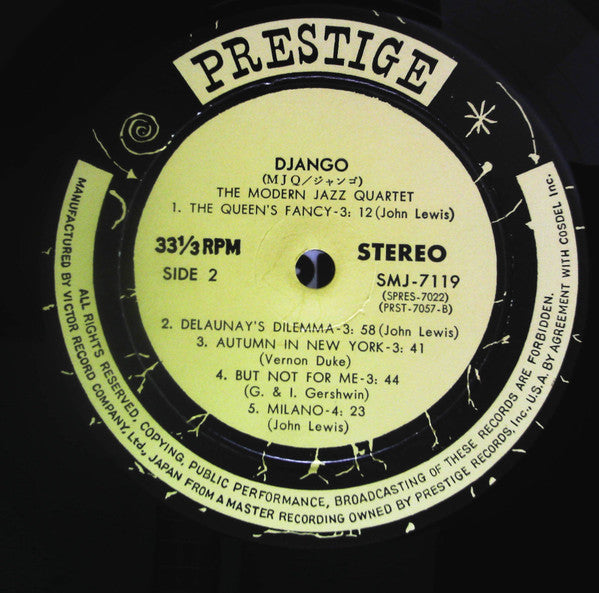 PRESTIGE
DJANGO
(MJQ/ジャンゴ)
THE MODERN JAZZ QUARTET
1. THE QUEEN'S FANCY-3: 12 (John Lewis)
33⅓ RPM
STEREO
SIDE 2
SMJ-7119
(SPRES-7022)
(PRST-7057-B)
2. DELAUNAY'S DILEMMA-3: 58 (John Lewis)
3. AUTUMN IN NEW YORK-3: 41
(Vernon Duke)
4. BUT NOT FOR ME-3: 44
(G. & I. Gershwin)
5. MILANO-4: 23
(John Lewis)
ALL RIGHTS RESERVED, COPYING, PUBLIC PERFORMANCE, BROADCASTING OF THESE RECORDS ARE FORBIDDEN.
MANUFACTURED BY VICTOR RECORD COMPANY, Ltd., JAPAN FROM A MASTER RECORDING OWNED BY PRESTIGE RECORDS, Inc., U.S.A. BY AGREEMENT WITH COSDEL Inc.